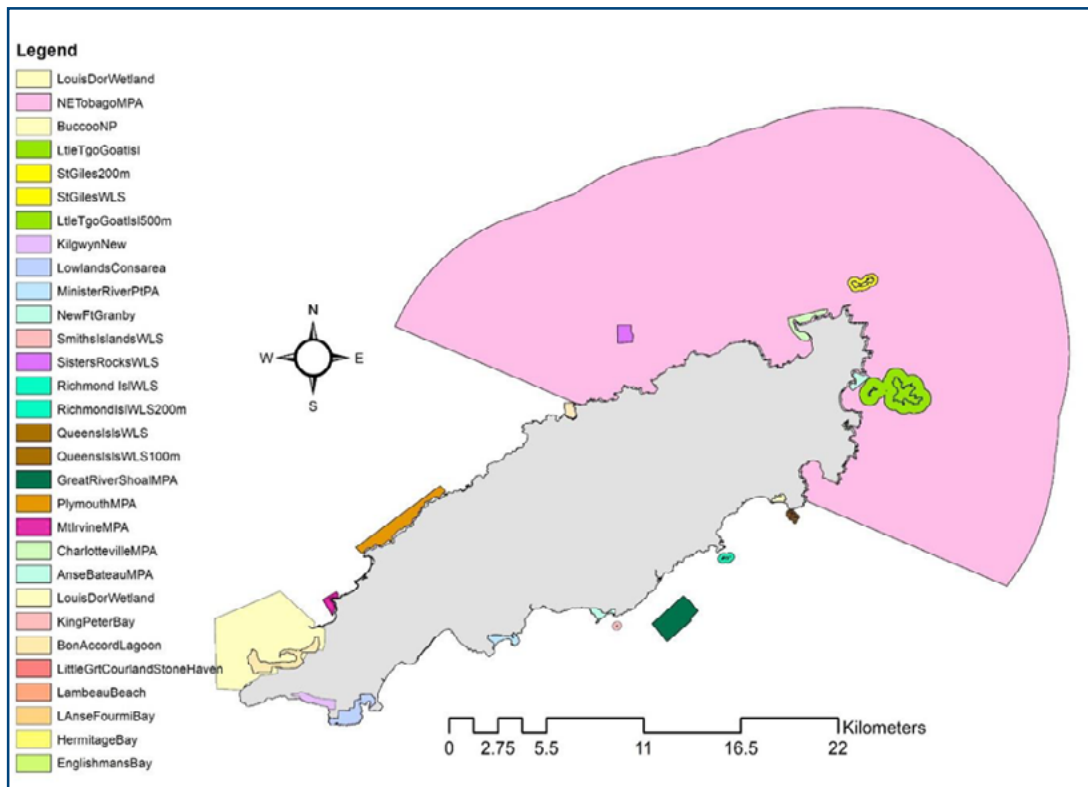 Legend
LouisDorWetland
NETobagoMPA
BuccooNP
LtleTgoGoatIsl
StGiles200m
StGilesWLS
LtleTgoGoatIsl500m
KilgwynNew
LowlandsConsarea
MinisterRiverPtPA
NewFtGranby
SmithsIslandsWLS
SistersRocksWLS
Richmond IslWLS
RichmondIslWLS200m
QueensIslsWLS
QueensIslsWLS100m
GreatRiverShoalMPA
PlymouthMPA
MtIrvineMPA
CharlottevilleMPA
AnseBateauMPA
LouisDorWetland
KingPeterBay
BonAccordLagoon
LittleGrtCourlandStoneHaven
LambeauBeach
LAnseFourmiBay
HermitageBay
EnglishmansBay
N
W E
S
Kilometers
0 2.75 5.5 11 16.5 22